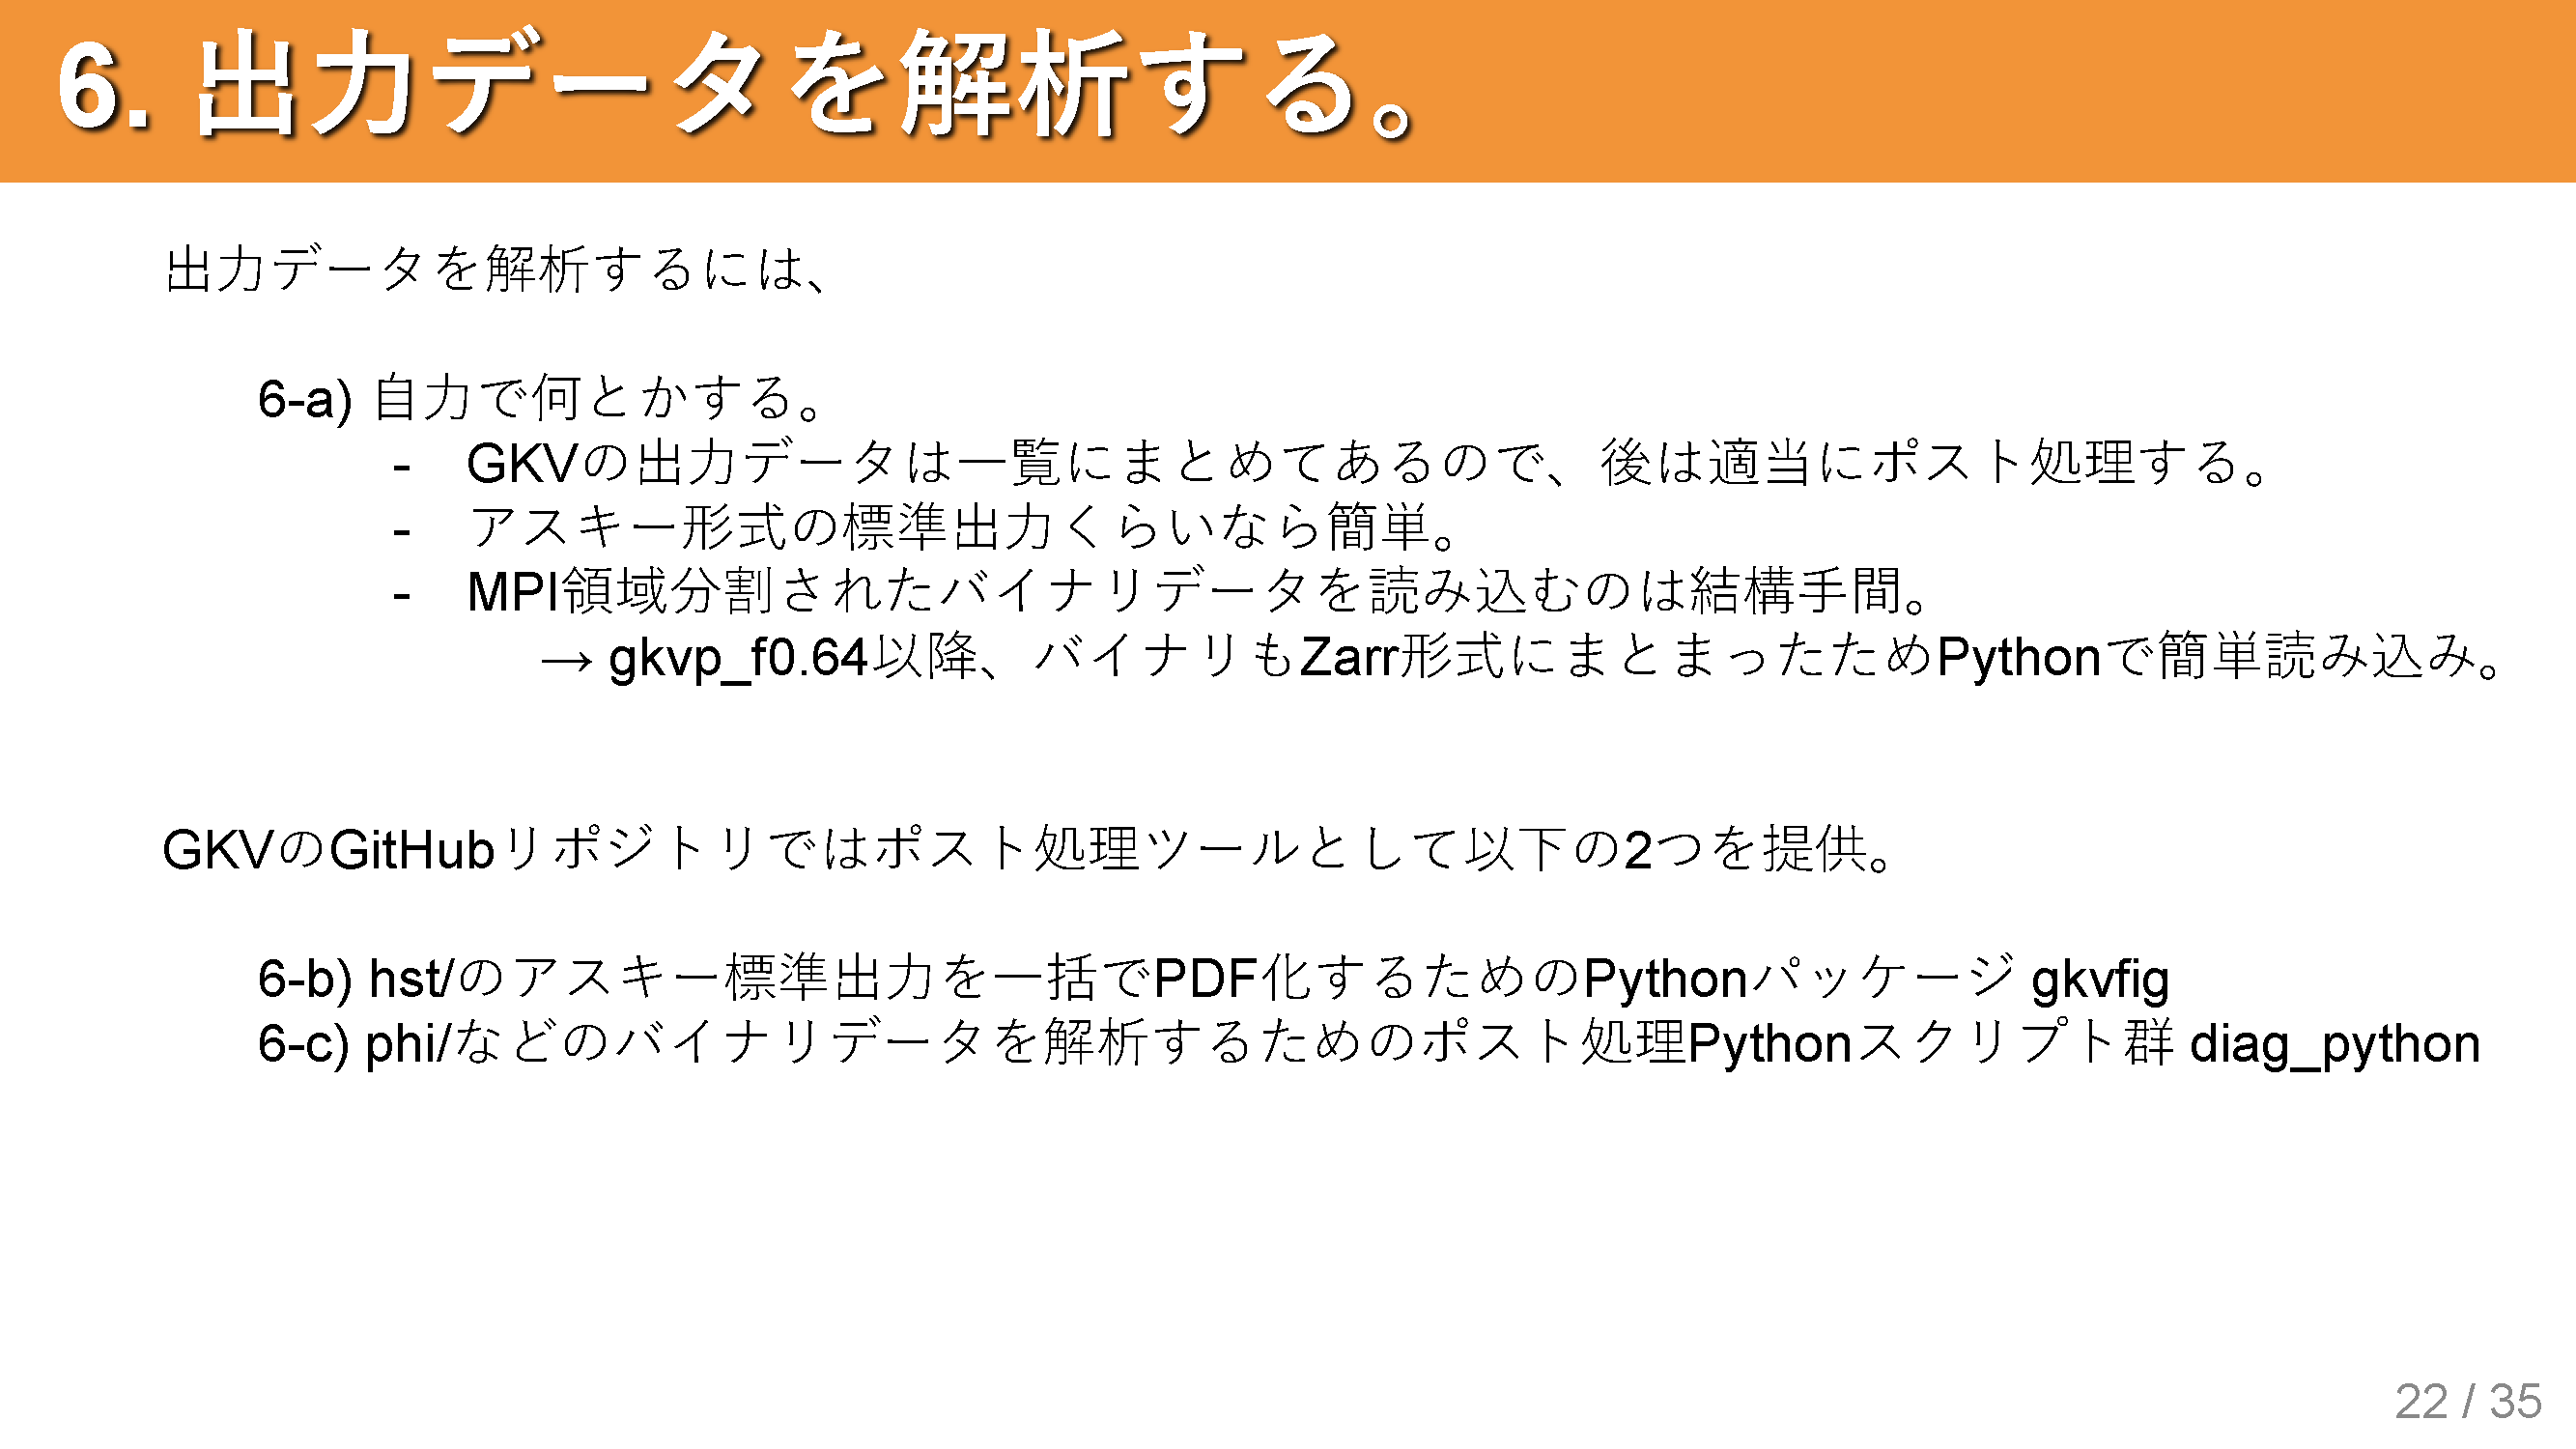 6. 出力データを解析する。
出力データを解析するには、
6-a) 自力で何とかする。
- GKVの出力データは一覧にまとめてあるので、後は適当にポスト処理する。
- アスキー形式の標準出力くらいなら簡単。
- MPI領域分割されたバイナリデータを読み込むのは結構手間。
→ gkvp_f0.64以降、バイナリもZarr形式にまとまったためPythonで簡単読み込み。
GKVのGitHubリポジトリではポスト処理ツールとして以下の2つを提供。
6-b) hst/のアスキー標準出力を一括でPDF化するためのPythonパッケージ gkvfig
6-c) phi/などのバイナリデータを解析するためのポスト処理Pythonスクリプト群 diag_python
22 / 35